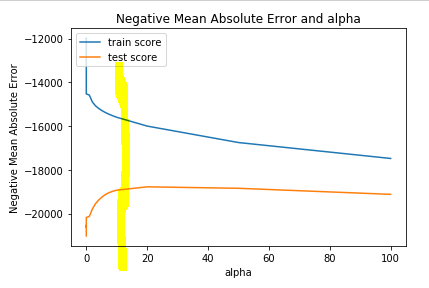 Negative Mean Absolute Error and alpha
train score
test score
Negative Mean Absolute Error
−12000
−14000
−16000
−18000
−20000
0 20 40 60 80 100
alpha